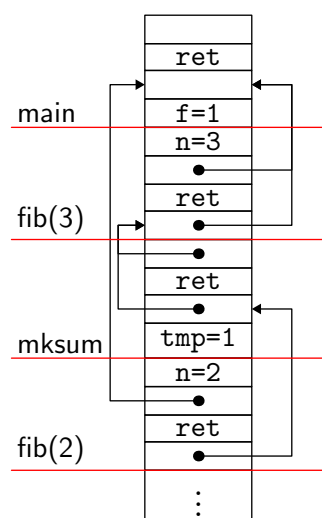 ret
main
f=1
n=3
ret
fib(3)
ret
tmp=1
mksum
n=2
ret
fib(2)
⋮